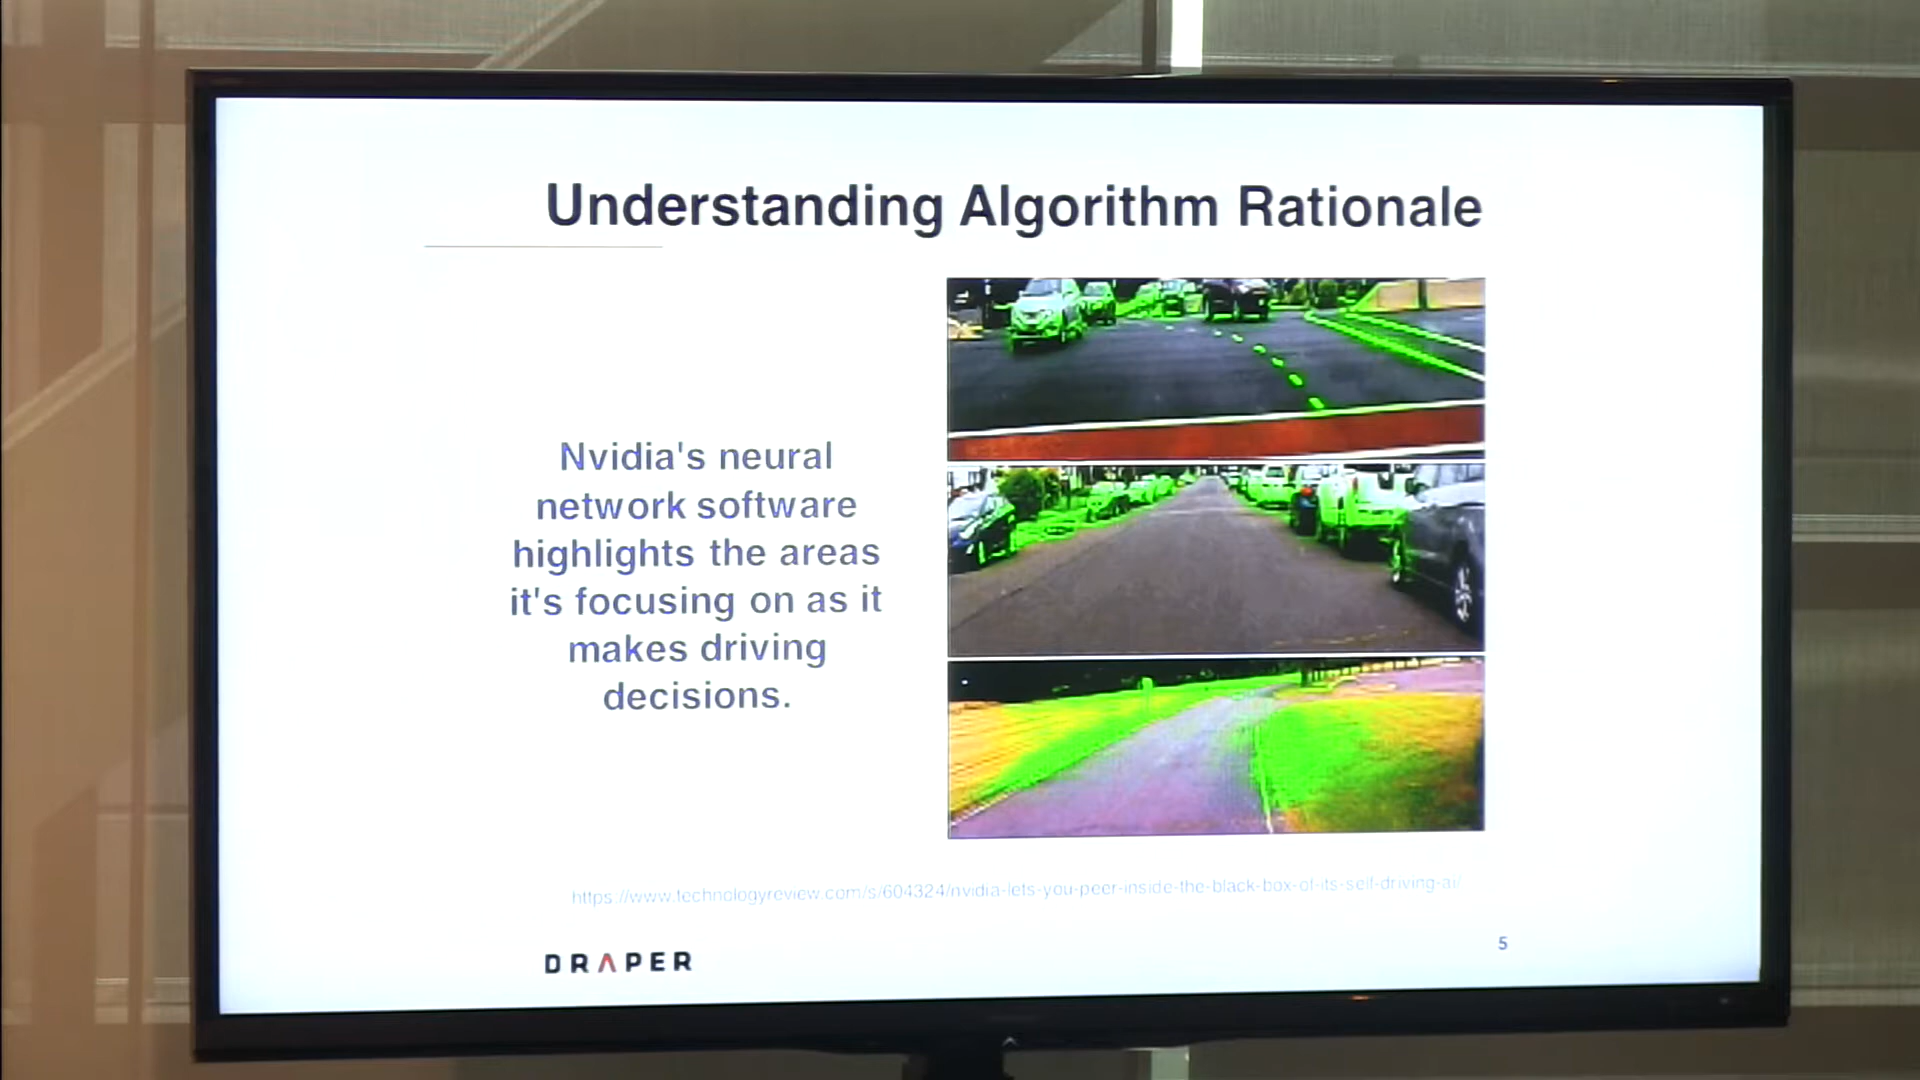 Understanding Algorithm Rationale
Nvidia's neural
network software
highlights the areas
it's focusing on as it
makes driving
decisions.
https://www.technologyreview.com/s/604324/nvidia-lets-you-peer-inside-the-black-box-of-its-self-driving-ai/
DRAPER
5